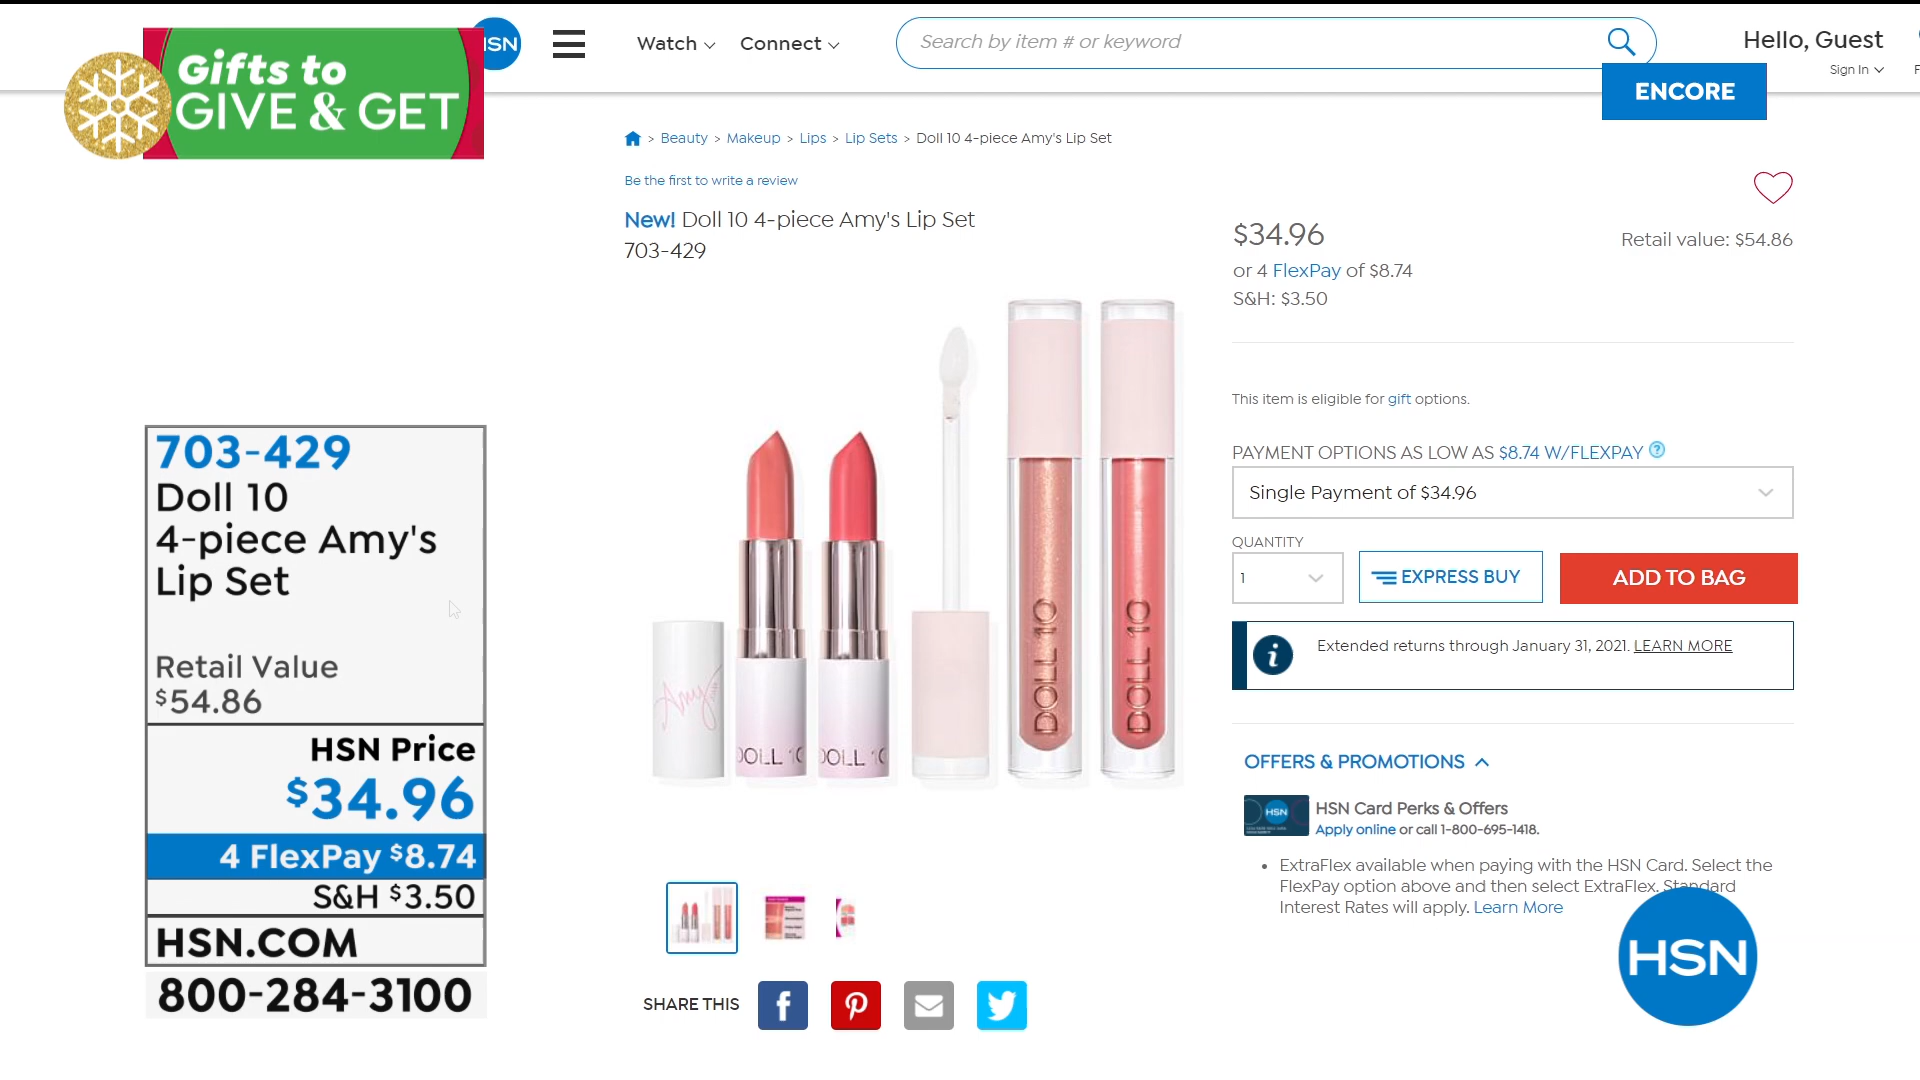 Gifts to
GIVE & GET
HSN
Watch
Connect
Search by item # or keyword
Hello, Guest
Sign In
ENCORE
> Beauty > Makeup > Lips > Lip Sets > Doll 10 4-piece Amy's Lip Set
Be the first to write a review
New! Doll 10 4-piece Amy's Lip Set
703-429
$34.96
Retail value: $54.86
or 4 FlexPay of $8.74
S&H: $3.50
This item is eligible for gift options.
PAYMENT OPTIONS AS LOW AS $8.74 W/FLEXPAY ?
Single Payment of $34.96
QUANTITY
1
EXPRESS BUY
ADD TO BAG
i
Extended returns through January 31, 2021. LEARN MORE
OFFERS & PROMOTIONS
HSN
HSN Card Perks & Offers
Apply online or call 1-800-695-1418.
• ExtraFlex available when paying with the HSN Card. Select the
FlexPay option above and then select ExtraFlex. Standard
Interest Rates will apply. Learn More
Amy
DOLL 10
DOLL 10
DOLL 10
DOLL 10
703-429
Doll 10
4-piece Amy's
Lip Set
Retail Value
$54.86
HSN Price
$34.96
4 FlexPay $8.74
S&H $3.50
HSN.COM
800-284-3100
SHARE THIS
HSN